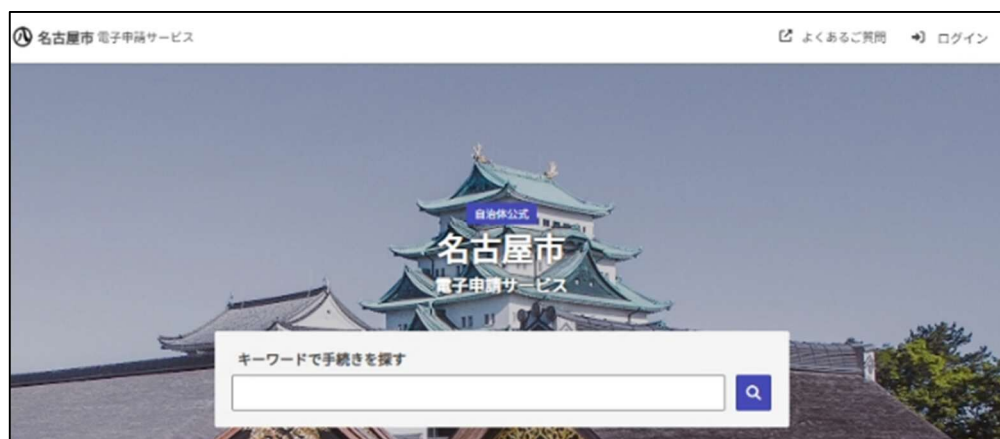 名古屋市 電子申請サービス
よくあるご質問 ログイン
自治体公式
名古屋市
電子申請サービス
キーワードで手続きを探す